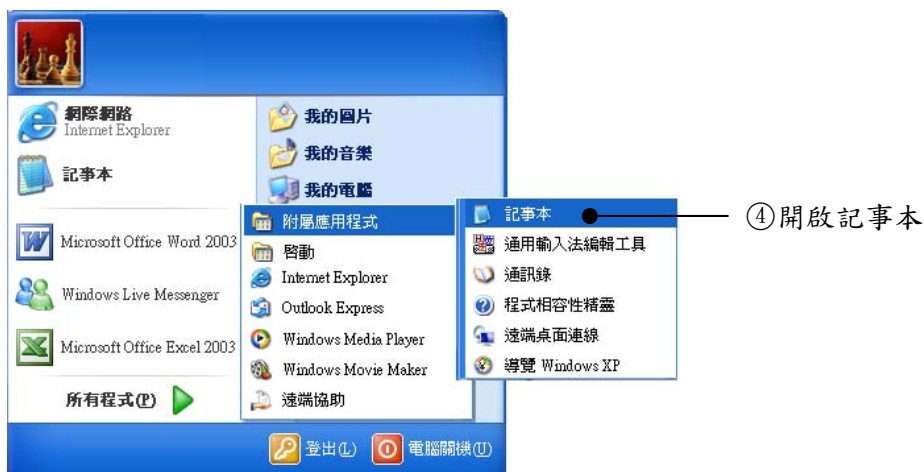 網際網路
Internet Explorer
記事本
Microsoft Office Word 2003
Windows Live Messenger
Microsoft Office Excel 2003
所有程式(P)
我的圖片
我的音樂
我的電腦
附屬應用程式
啓動
Internet Explorer
Outlook Express
Windows Media Player
Windows Movie Maker
遠端協助
記事本
通用輸入法編輯工具
通訊錄
程式相容性精靈
遠端桌面連線
導覽 Windows XP
④開啟記事本
登出(L)
電腦關機(U)